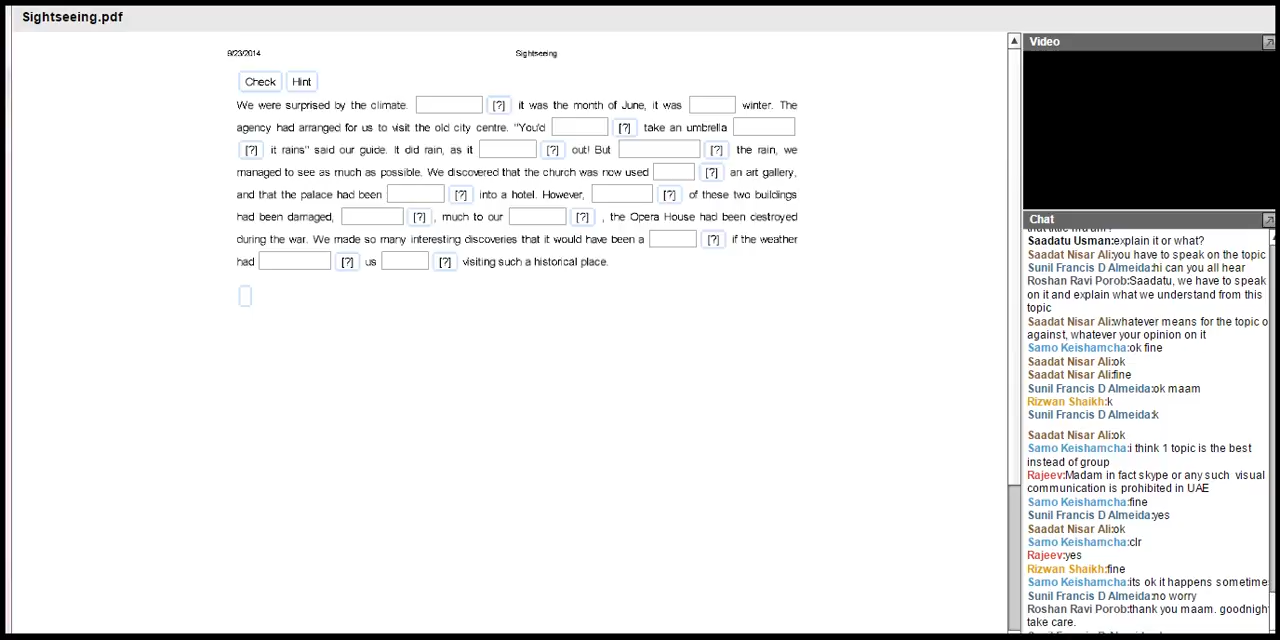 Sightseeing.pdf
9/23/2014 Sightseeing
Check Hint
We were surprised by the climate. [?] it was the month of June, it was winter. The
agency had arranged for us to visit the old city centre. "You'd [?] take an umbrella
[?] it rains" said our guide. It did rain, as it [?] out! But [?] the rain, we
managed to see as much as possible. We discovered that the church was now used [?] an art gallery,
and that the palace had been [?] into a hotel. However, [?] of these two buildings
had been damaged, [?] , much to our [?] , the Opera House had been destroyed
during the war. We made so many interesting discoveries that it would have been a [?] if the weather
had [?] us [?] visiting such a historical place.
Video
Chat
Saadatu Usman:explain it or what?
Saadat Nisar Ali:you have to speak on the topic
Sunil Francis D Almeida:hi can you all hear
Roshan Ravi Porob:Saadatu, we have to speak
on it and explain what we understand from this
topic
Saadat Nisar Ali:whatever means for the topic o
against, whatever your opinion on it
Samo Keishamcha:ok fine
Saadat Nisar Ali:ok
Saadat Nisar Ali:fine
Sunil Francis D Almeida:ok maam
Rizwan Shaikh:k
Sunil Francis D Almeida:k
Saadat Nisar Ali:ok
Samo Keishamcha:i think 1 topic is the best
instead of group
Rajeev:Madam in fact skype or any such visual
communication is prohibited in UAE
Samo Keishamcha:fine
Sunil Francis D Almeida:yes
Saadat Nisar Ali:ok
Samo Keishamcha:clr
Rajeev:yes
Rizwan Shaikh:fine
Samo Keishamcha:its ok it happens sometime
Sunil Francis D Almeida:no worry
Roshan Ravi Porob:thank you maam. goodnigh
take care.